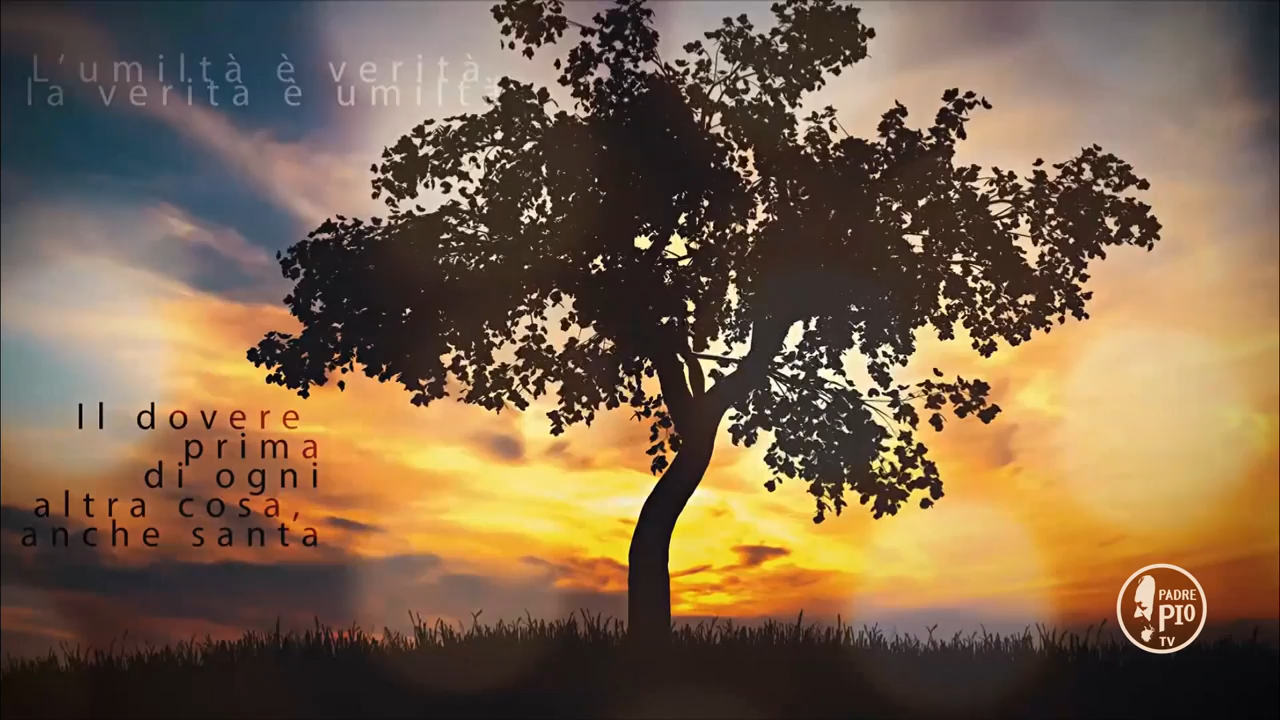 L'umiltà è verità,
la verità è umiltà
Il dovere
prima
di ogni
altra cosa,
anche santa
PADRE
PIO
TV